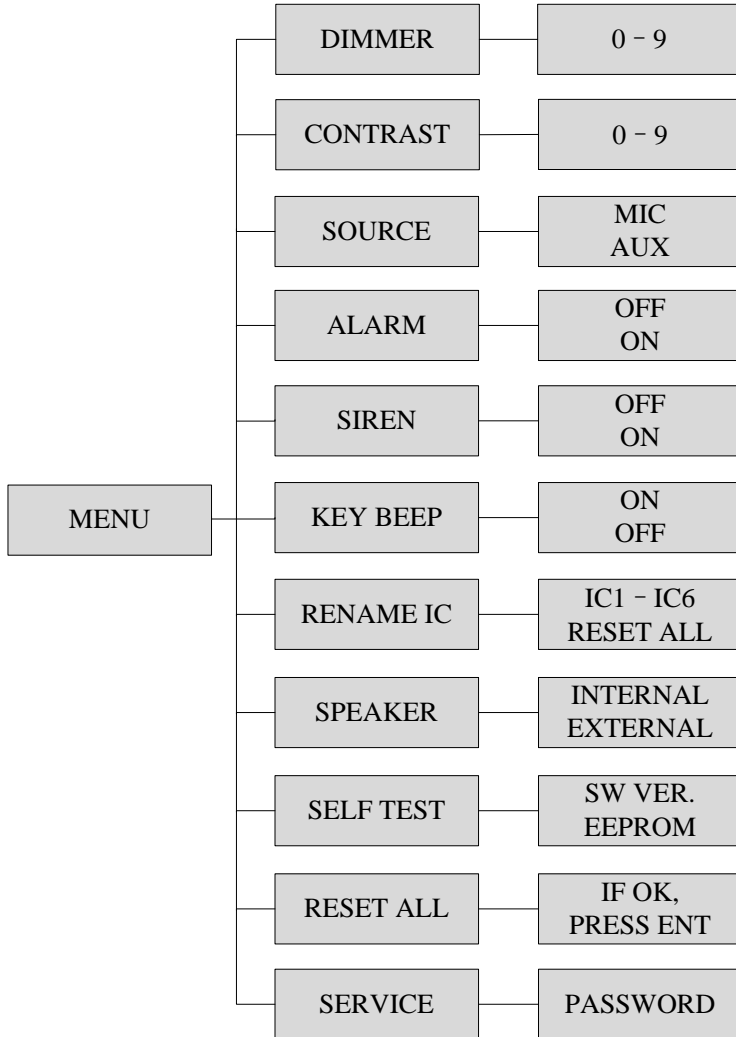 DIMMER
0 - 9
CONTRAST
0 - 9
SOURCE
MIC
AUX
ALARM
OFF
ON
SIREN
OFF
ON
MENU
KEY BEEP
ON
OFF
RENAME IC
IC1 - IC6
RESET ALL
SPEAKER
INTERNAL
EXTERNAL
SELF TEST
SW VER.
EEPROM
RESET ALL
IF OK,
PRESS ENT
SERVICE
PASSWORD